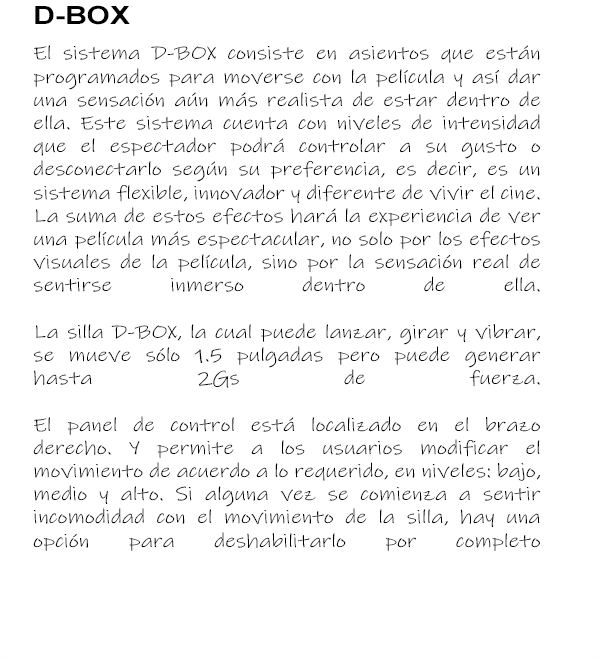 D-BOX
El sistema D-BOX consiste en asientos que están
programados para moverse con la película y así dar
una sensación aún más realista de estar dentro de
ella. Este sistema cuenta con niveles de intensidad
que el espectador podrá controlar a su gusto o
desconectarlo según su preferencia, es decir, es un
sistema flexible, innovador y diferente de vivir el cine.
La suma de estos efectos hará la experiencia de ver
una película más espectacular, no solo por los efectos
visuales de la película, sino por la sensación real de
sentirse inmerso dentro de ella.
La silla D-BOX, la cual puede lanzar, girar y vibrar,
se mueve sólo 1.5 pulgadas pero puede generar
hasta 2Gs de fuerza.
El panel de control está localizado en el brazo
derecho. Y permite a los usuarios modificar el
movimiento de acuerdo a lo requerido, en niveles: bajo,
medio y alto. Si alguna vez se comienza a sentir
incomodidad con el movimiento de la silla, hay una
opción para deshabilitarlo por completo